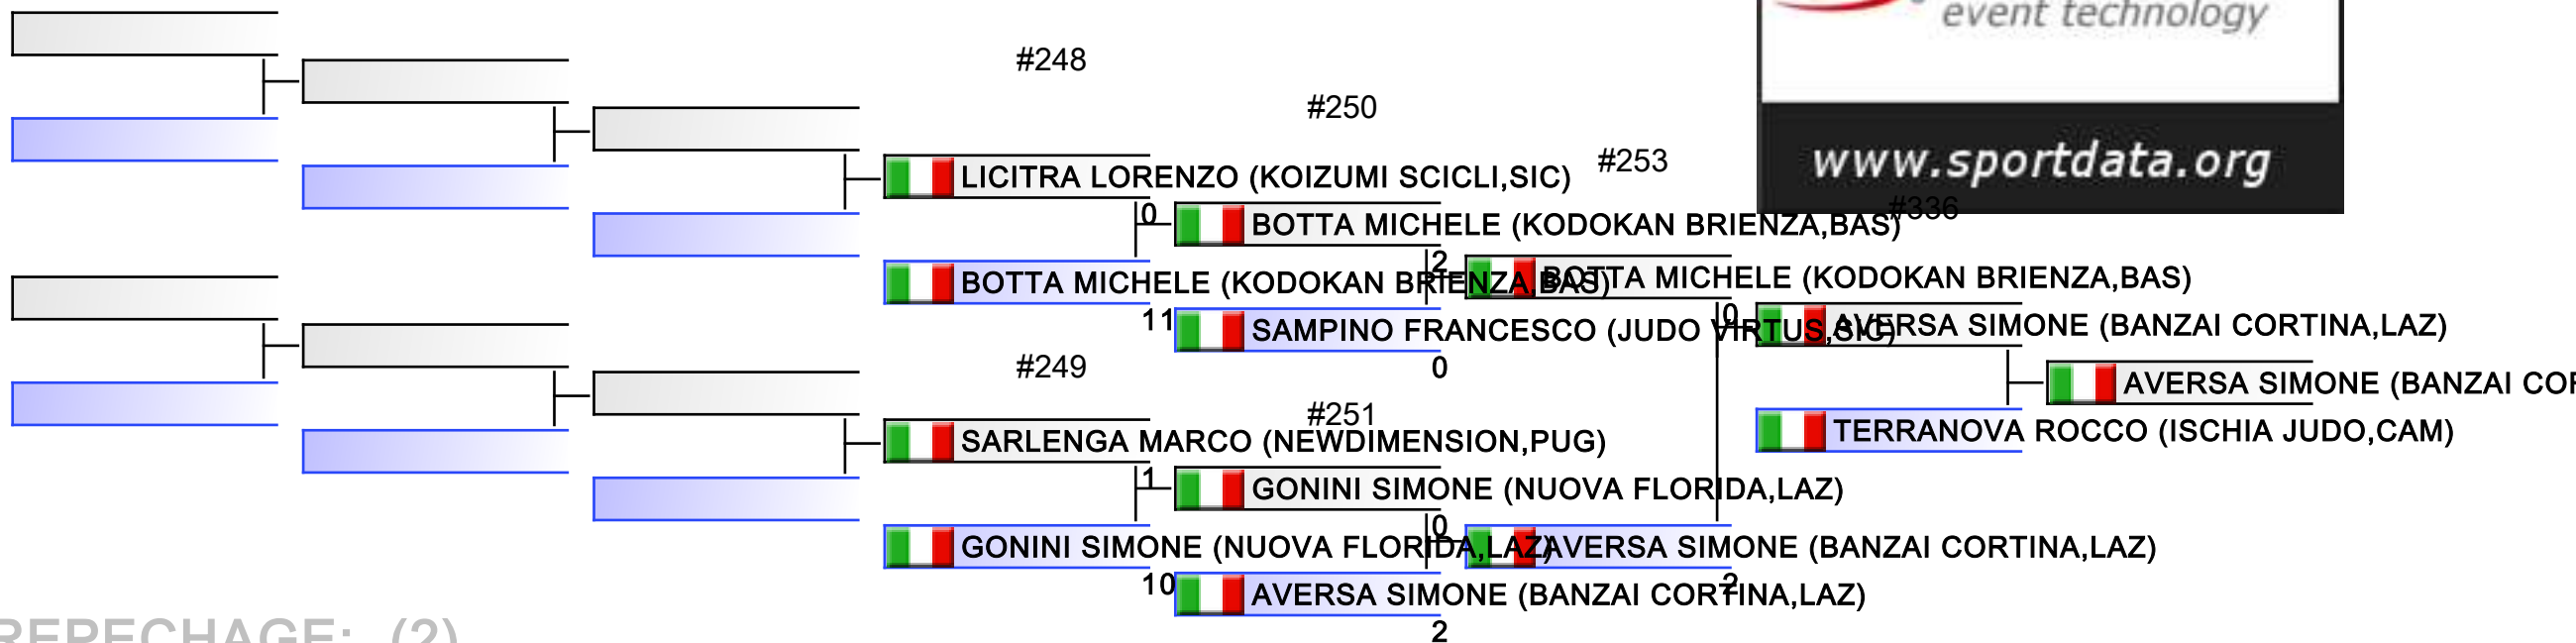 event technology
#248
#250
#253
www.sportdata.org
LICITRA LORENZO (KOIZUMI SCICLI,SIC)
#336
0
BOTTA MICHELE (KODOKAN BRIENZA,BAS)
2
BOTTA MICHELE (KODOKAN BRIENZA,BAS)
BOTTA MICHELE (KODOKAN BRIENZA,BAS)
11
SAMPINO FRANCESCO (JUDO VIRTUS,SIC)
0
AVERSA SIMONE (BANZAI CORTINA,LAZ)
0
#249
AVERSA SIMONE (BANZAI COR
#251
SARLENGA MARCO (NEWDIMENSION,PUG)
TERRANOVA ROCCO (ISCHIA JUDO,CAM)
1
GONINI SIMONE (NUOVA FLORIDA,LAZ)
0
GONINI SIMONE (NUOVA FLORIDA,LAZ)
AVERSA SIMONE (BANZAI CORTINA,LAZ)
10
AVERSA SIMONE (BANZAI CORTINA,LAZ)
2
2
REPECHAGE: (2)